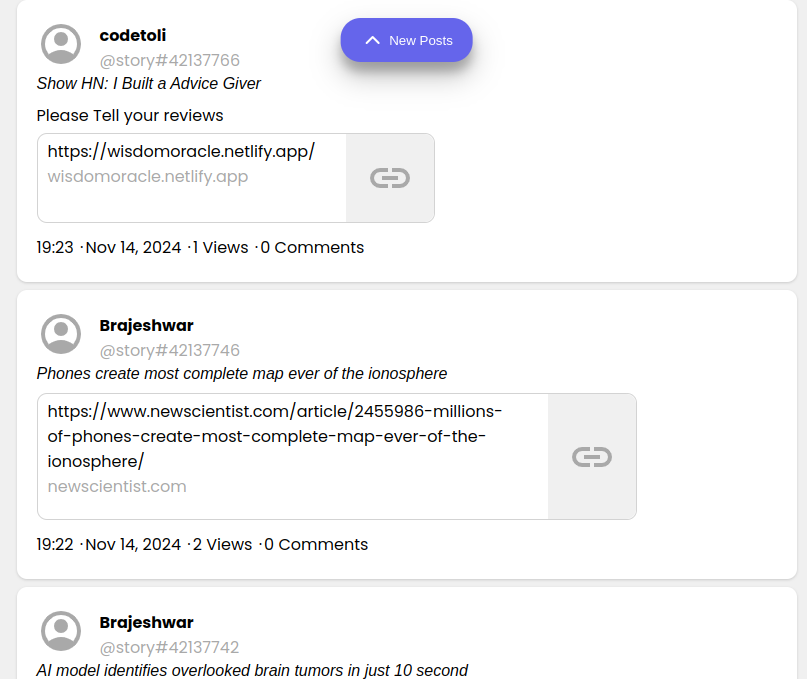 codetoli
New Posts
@story#42137766
Show HN: I Built a Advice Giver
Please Tell your reviews
https://wisdomoracle.netlify.app/
wisdomoracle.netlify.app
19:23 ·Nov 14, 2024 ·1 Views ·0 Comments
Brajeshwar
@story#42137746
Phones create most complete map ever of the ionosphere
https://www.newscientist.com/article/2455986-millions-
of-phones-create-most-complete-map-ever-of-the-
ionosphere/
newscientist.com
19:22 ·Nov 14, 2024 ·2 Views ·0 Comments
Brajeshwar
@story#42137742
AI model identifies overlooked brain tumors in just 10 second